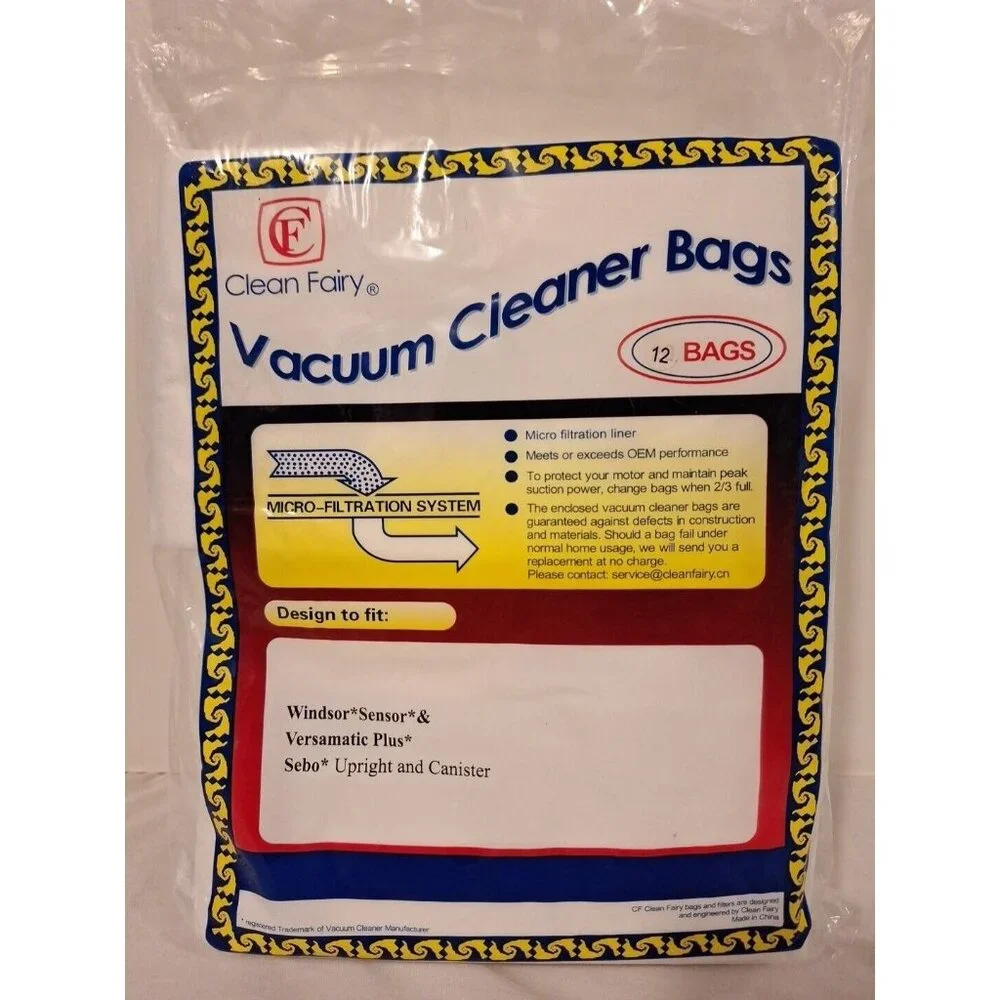 CF
Clean Fairy®
Vacuum Cleaner Bags
12 BAGS
MICRO-FILTRATION SYSTEM
● Micro filtration liner
● Meets or exceeds OEM performance
● To protect your motor and maintain peak
suction power, change bags when 2/3 full.
● The enclosed vacuum cleaner bags are
guaranteed against defects in construction
and materials. Should a bag fail under
normal home usage, we will send you a
replacement at no charge.
Please contact: service@cleanfairy.cn
Design to fit:
Windsor*Sensor*&
Versamatic Plus*
Sebo* Upright and Canister
* registered Trademark of Vacuum Cleaner Manufacturer
CF Clean Fairy bags and filters are designed
and engineered by Clean Fairy
Made in China